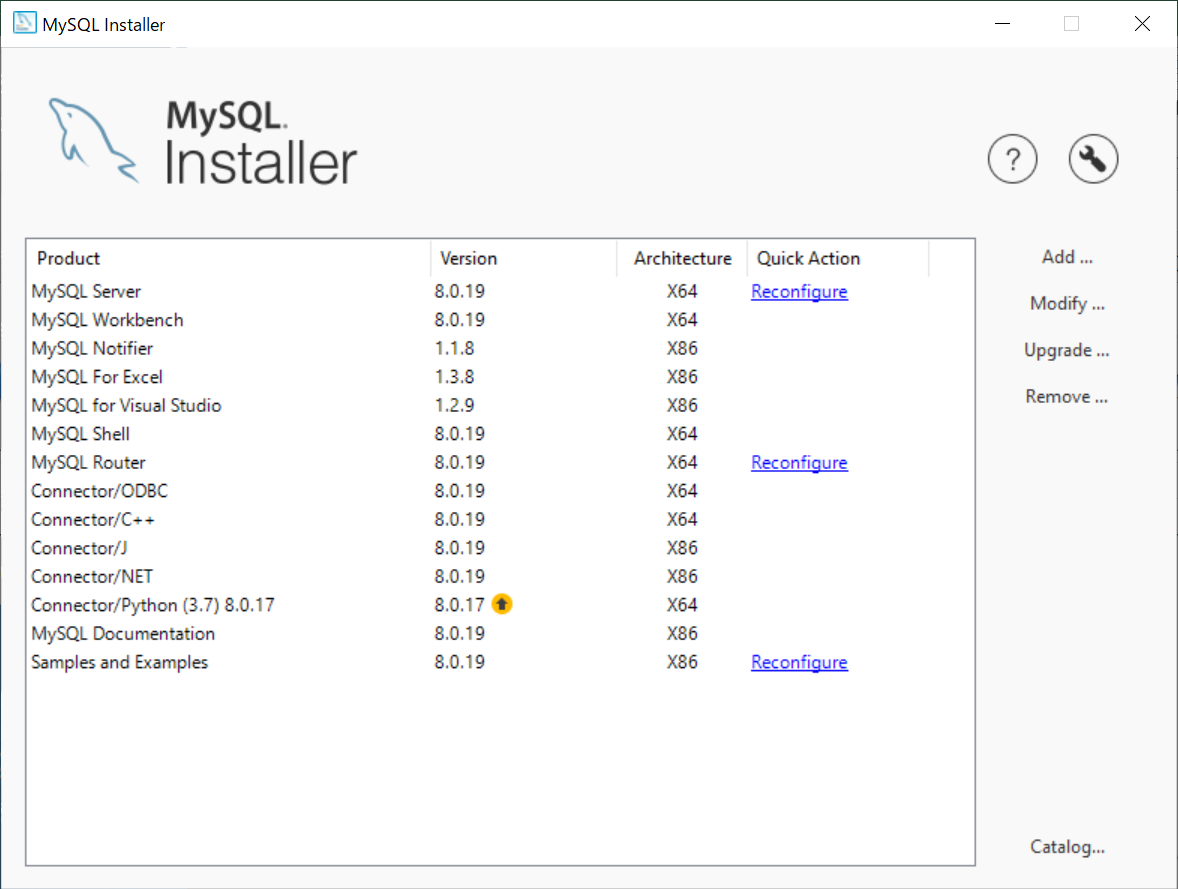 MySQL Installer
MySQL.
Installer
?
Product Version Architecture Quick Action
MySQL Server 8.0.19 X64 Reconfigure
MySQL Workbench 8.0.19 X64
MySQL Notifier 1.1.8 X86
MySQL For Excel 1.3.8 X86
MySQL for Visual Studio 1.2.9 X86
MySQL Shell 8.0.19 X64
MySQL Router 8.0.19 X64 Reconfigure
Connector/ODBC 8.0.19 X64
Connector/C++ 8.0.19 X64
Connector/J 8.0.19 X86
Connector/NET 8.0.19 X86
Connector/Python (3.7) 8.0.17 8.0.17 X64
MySQL Documentation 8.0.19 X86
Samples and Examples 8.0.19 X86 Reconfigure
Add ...
Modify ...
Upgrade ...
Remove ...
Catalog...